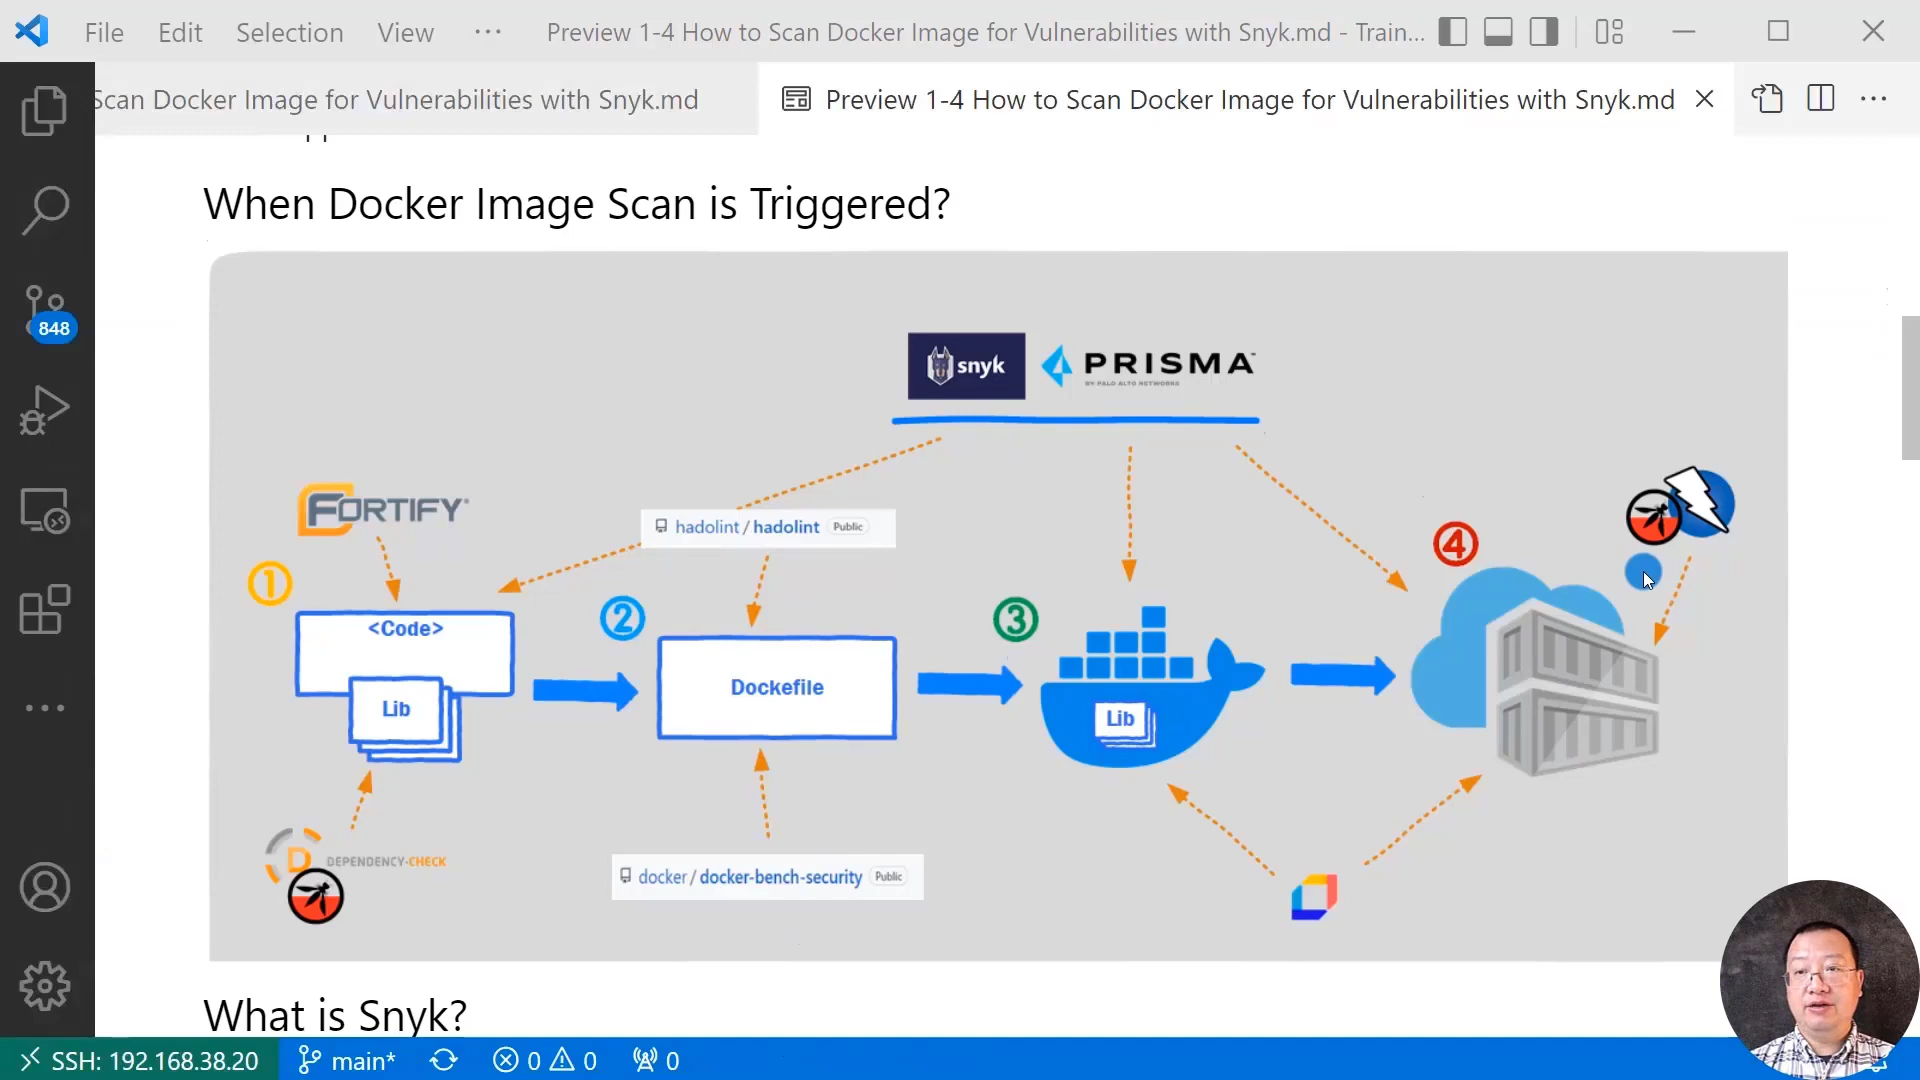 File Edit Selection View ··· Preview 1-4 How to Scan Docker Image for Vulnerabilities with Snyk.md - Train...
Scan Docker Image for Vulnerabilities with Snyk.md
Preview 1-4 How to Scan Docker Image for Vulnerabilities with Snyk.md
When Docker Image Scan is Triggered?
snyk
PRISMA
BY PALO ALTO NETWORKS
FORTIFY
hadolint / hadolint Public
①
②
③
④
<Code>
Lib
Dockefile
Lib
D DEPENDENCY-CHECK
docker / docker-bench-security Public
What is Snyk?
848
SSH: 192.168.38.20 main* 0 0 0